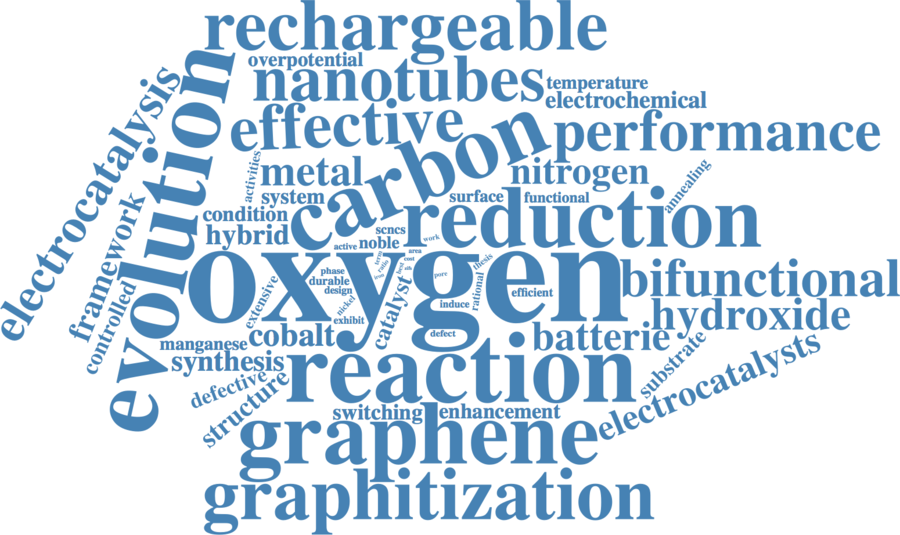 rechargeable
overpotential
nanotubes
temperature
electrochemical
electrocatalysis
evolution
effective
carbon
performance
activities
metal
nitrogen
annealing
system
surface
functional
framework
condition
reduction
hybrid
scncs
work
active
noble
oxygen
area
cost
thesis
phase
durable
design
catalyst
pore
rational
bifunctional
controlled
extensive
nickel
efficient
induce
exhibit
hydroxide
cobalt
defect
batterie
manganese
synthesis
reaction
substrate
electrocatalysts
defective
structure
switching
enhancement
graphene
graphitization